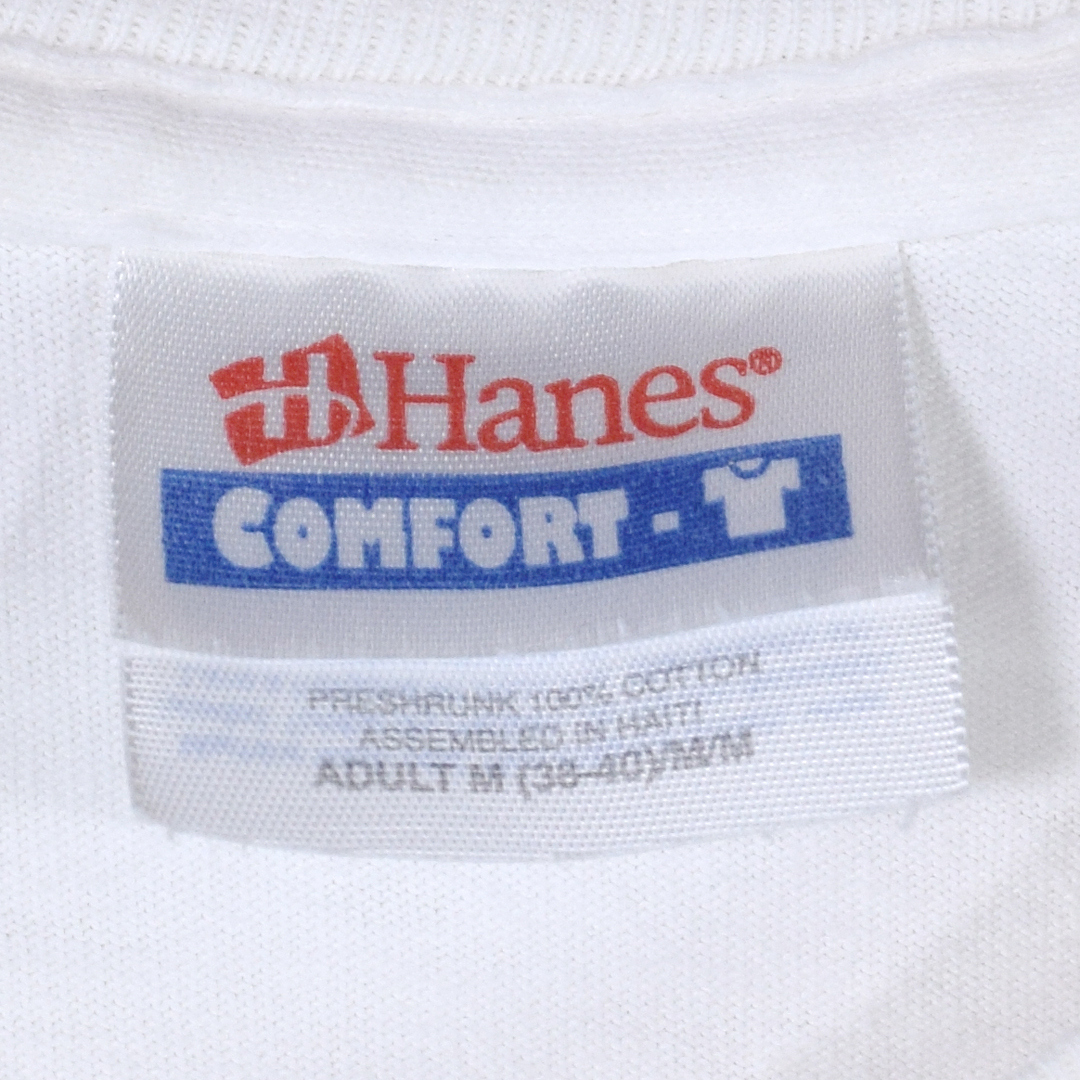 Hanes®
COMFORT -
PRESHRUNK 100% COTTON
ASSEMBLED IN HAITI
ADULT M (38-40)/M/M